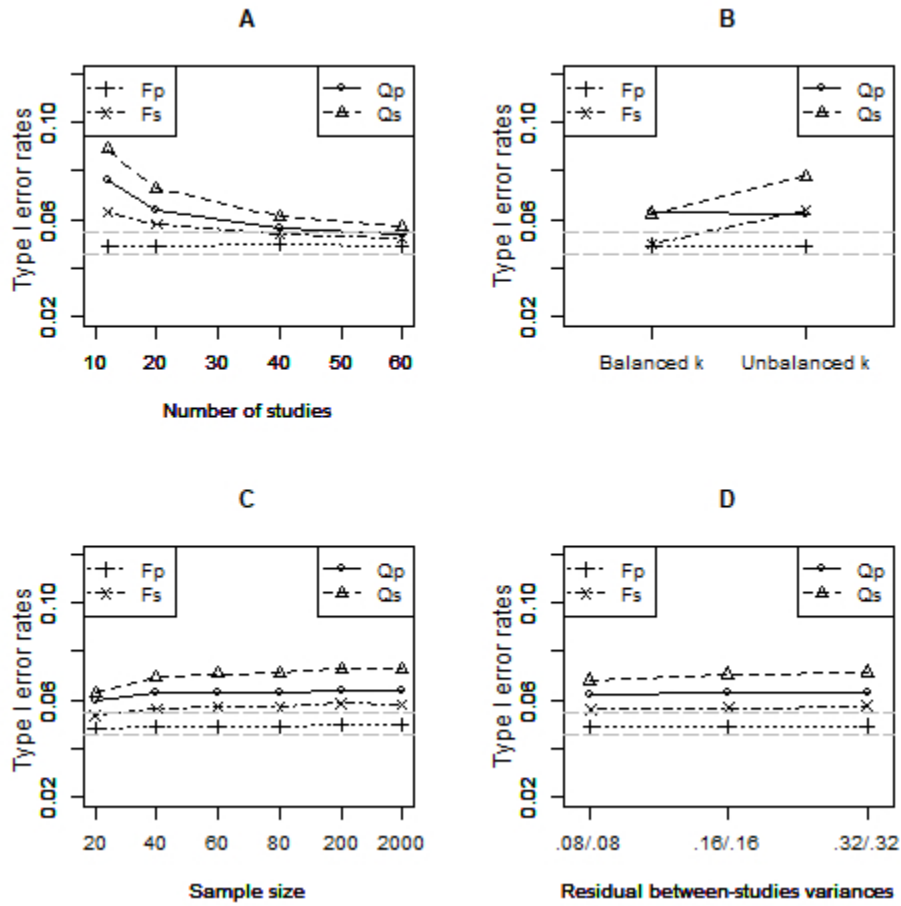 A
Type I error rates
0.02 0.06 0.10
Fp
Fs
Qp
Qs
10 20 30 40 50 60
Number of studies
B
Type I error rates
0.02 0.06 0.10
Fp
Fs
Qp
Qs
Balanced k Unbalanced k
C
Type I error rates
0.02 0.06 0.10
Fp
Fs
Qp
Qs
20 40 60 80 200 2000
Sample size
D
Type I error rates
0.02 0.06 0.10
Fp
Fs
Qp
Qs
.08/.08 .16/.16 .32/.32
Residual between-studies variances